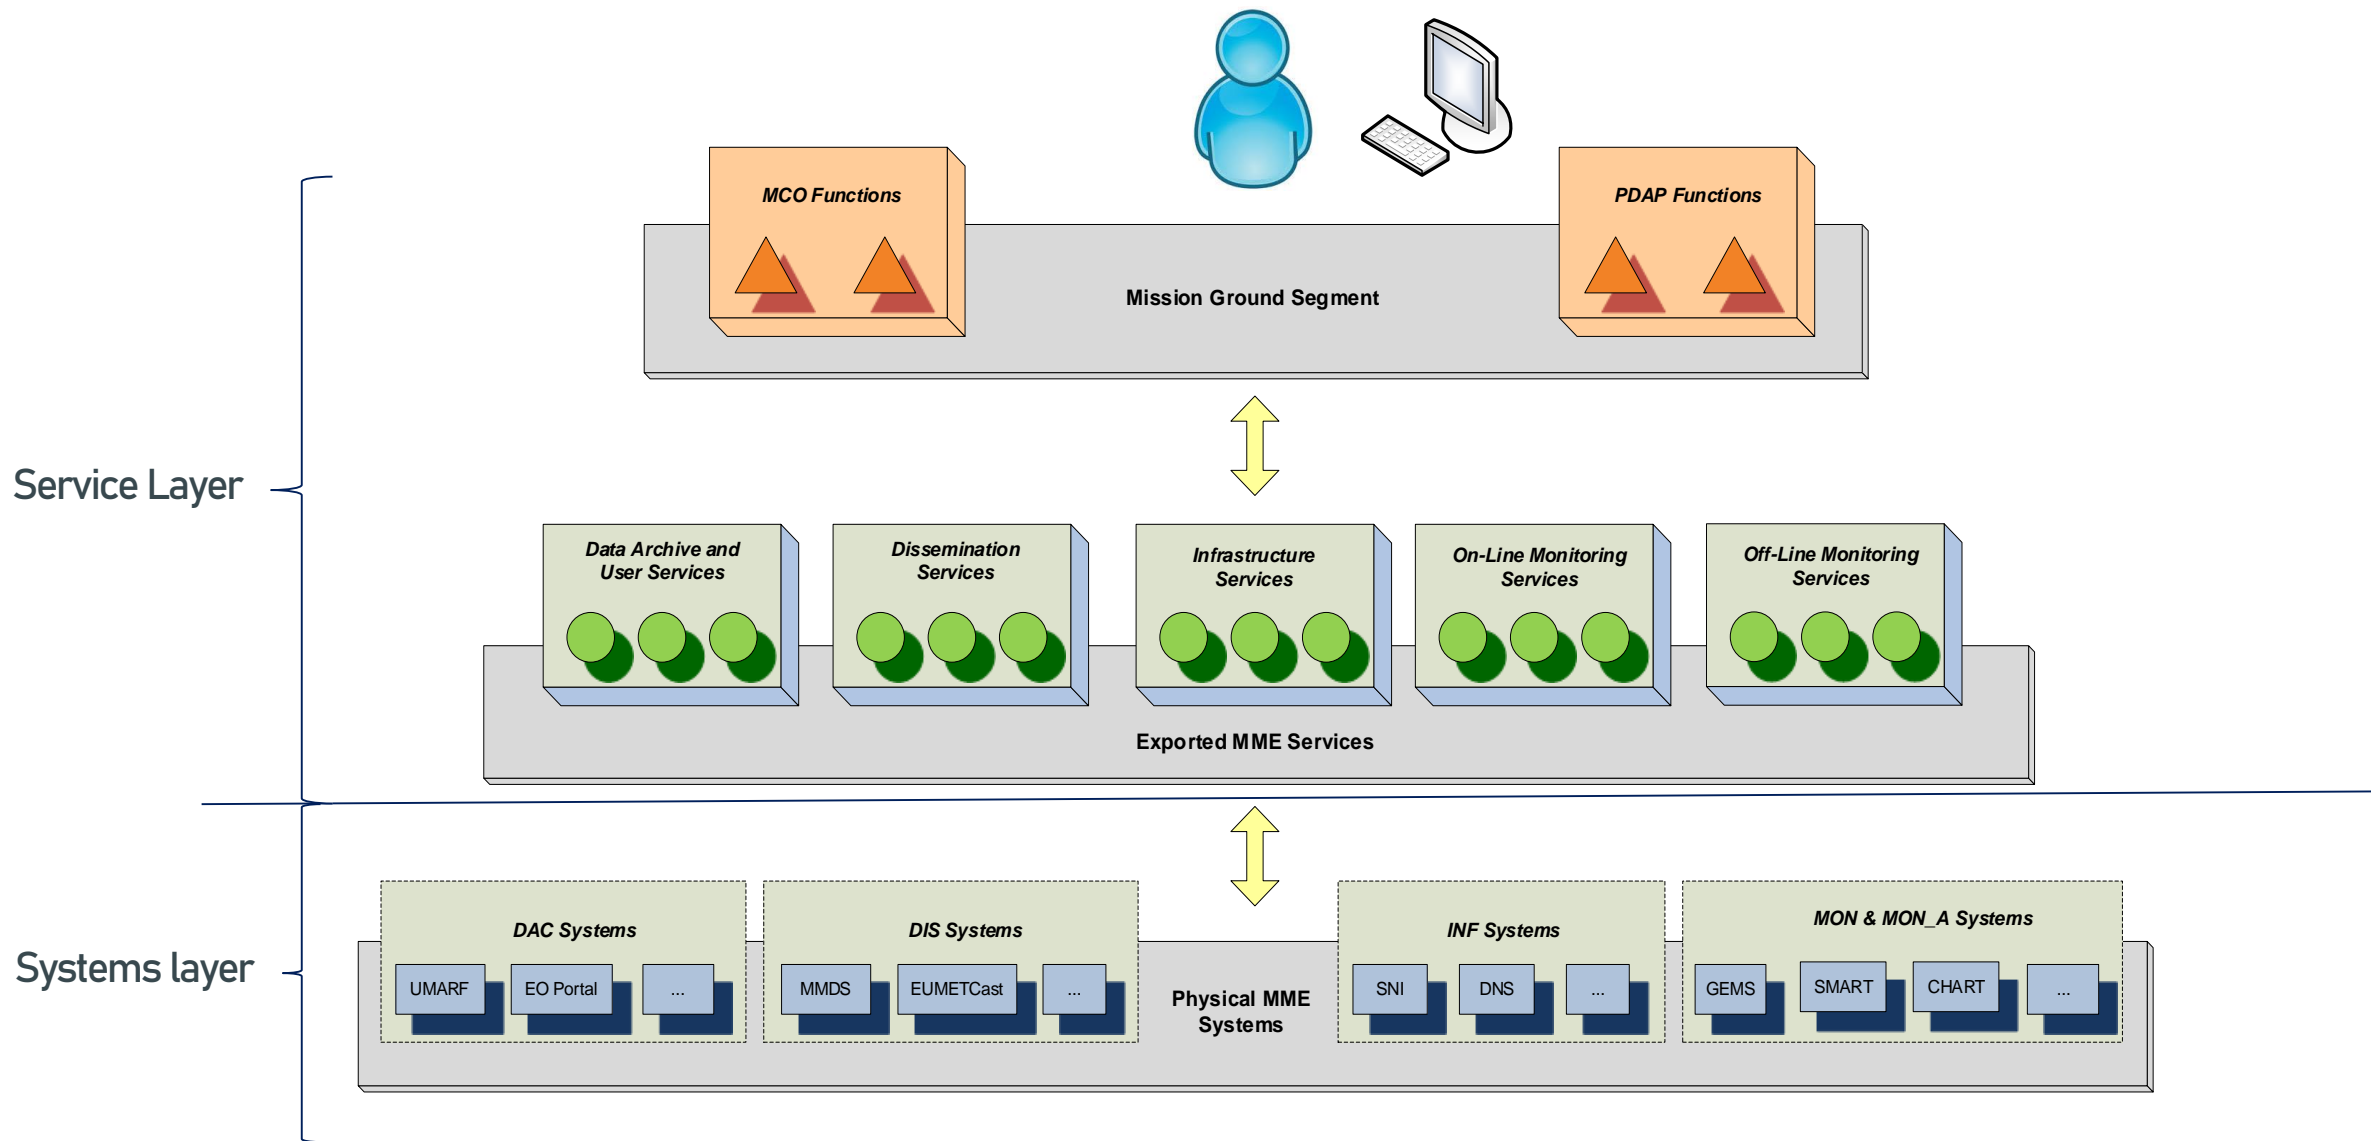 MCO Functions
PDAP Functions
Mission Ground Segment
Service Layer
Data Archive and
User Services
Dissemination
Services
Infrastructure
Services
On-Line Monitoring
Services
Off-Line Monitoring
Services
Exported MME Services
Systems layer
DAC Systems
UMARF
EO Portal
...
DIS Systems
MMDS
EUMETCast
...
Physical MME
Systems
INF Systems
SNI
DNS
...
MON & MON_A Systems
GEMS
SMART
CHART
...